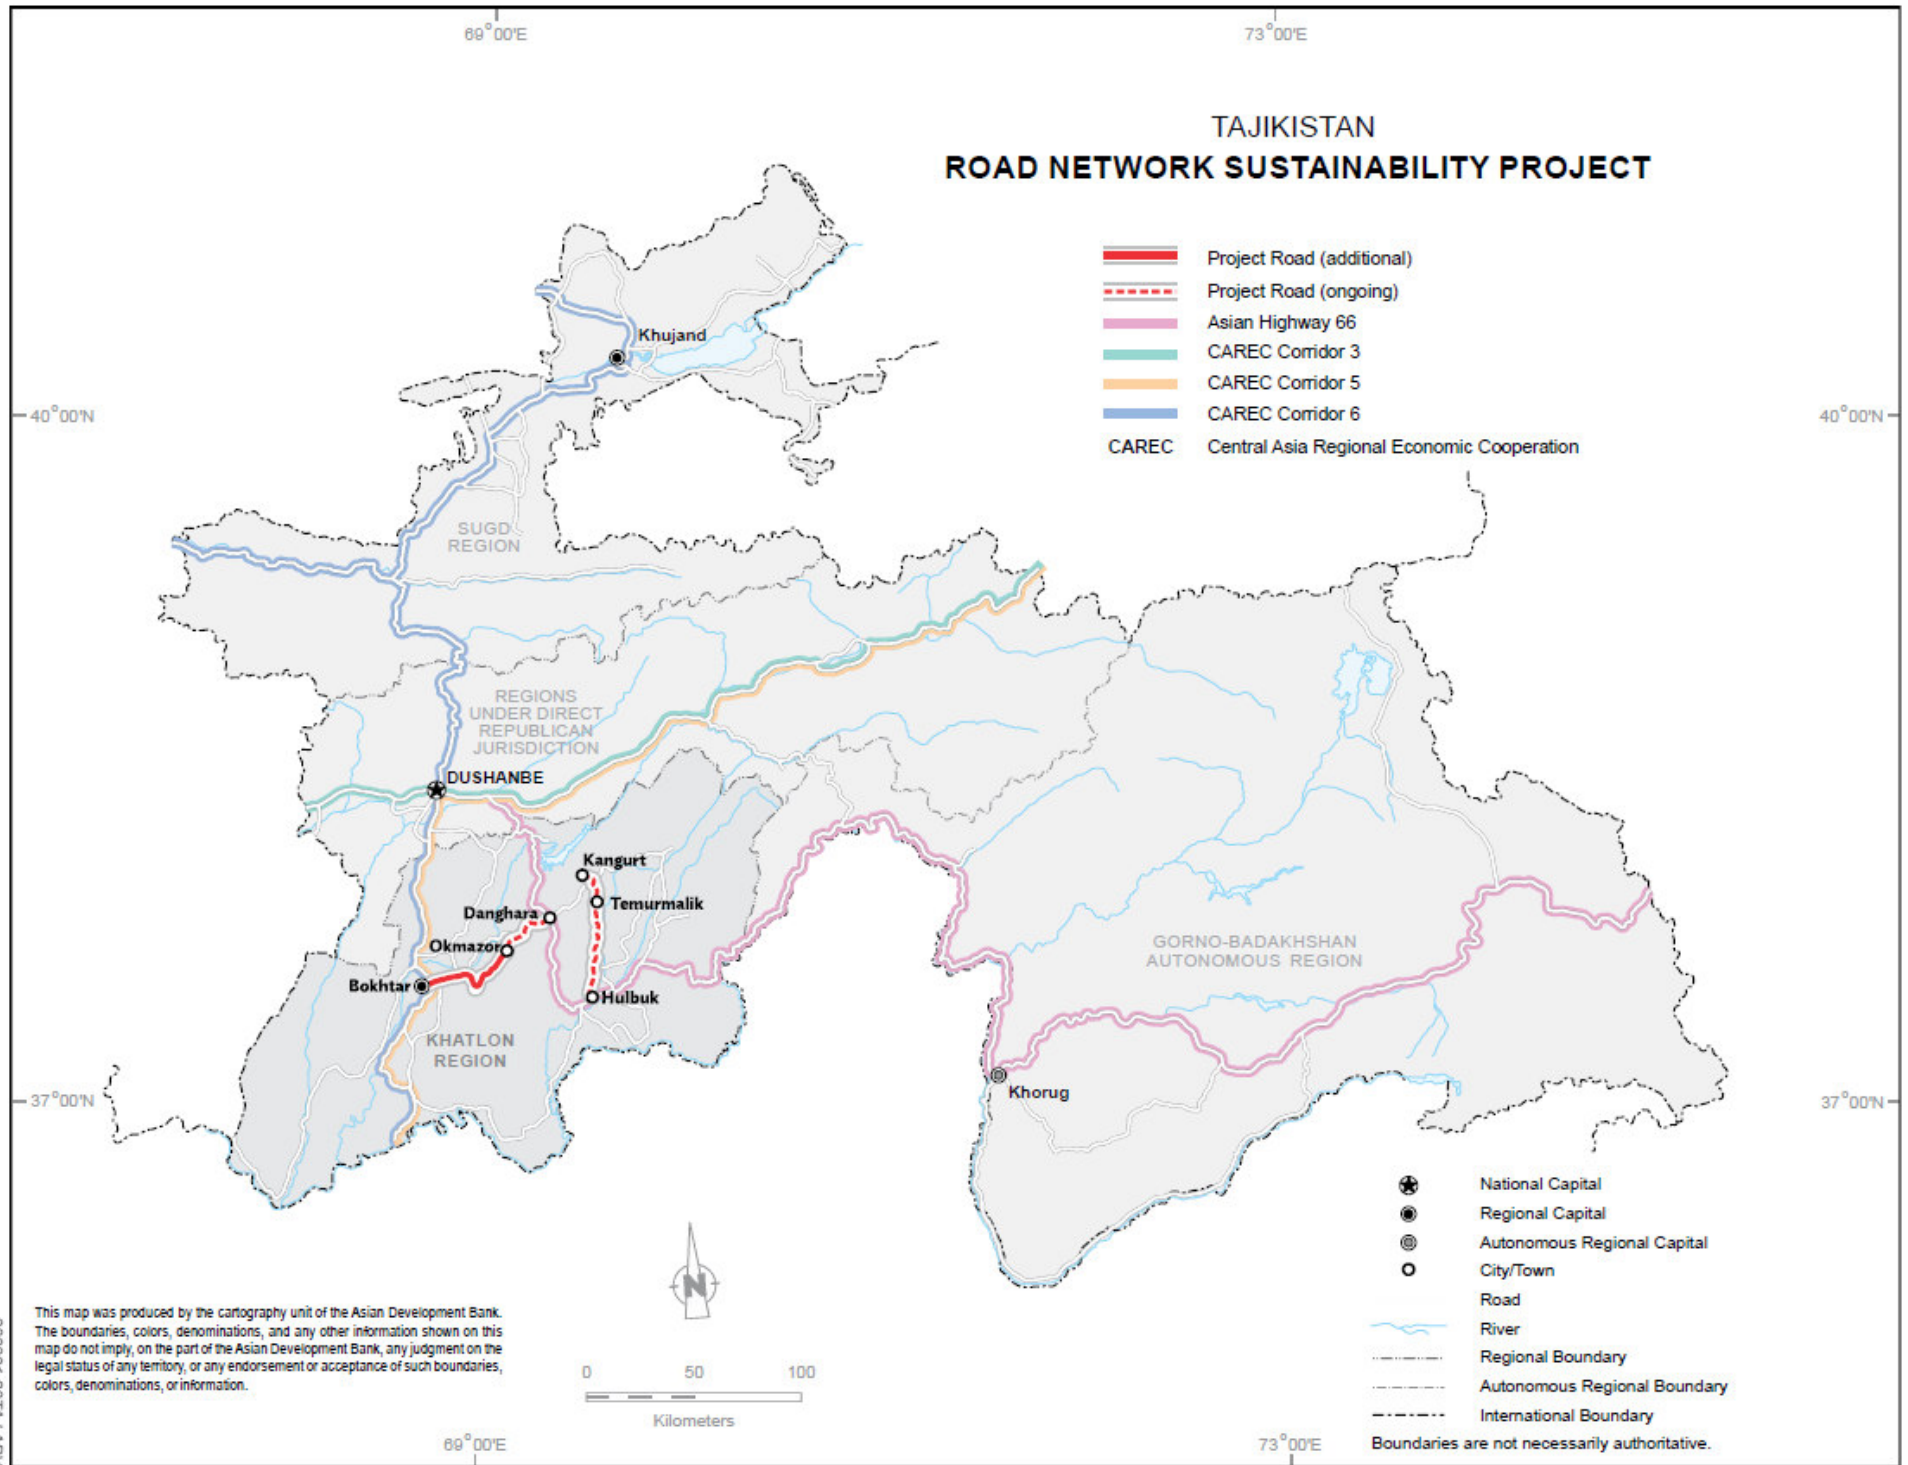 69°00'E
73°00'E
TAJIKISTAN
ROAD NETWORK SUSTAINABILITY PROJECT
Project Road (additional)
Project Road (ongoing)
Asian Highway 66
CAREC Corridor 3
CAREC Corridor 5
CAREC Corridor 6
CAREC Central Asia Regional Economic Cooperation
Khujand
40°00'N
40°00'N
SUGD
REGION
REGIONS
UNDER DIRECT
REPUBLICAN
JURISDICTION
DUSHANBE
Kangurt
Temurmalik
Danghara
Okmazor
Bokhtar
Hulbuk
GORNO-BADAKHSHAN
AUTONOMOUS REGION
KHATLON
REGION
Khorug
37°00'N
37°00'N
National Capital
Regional Capital
Autonomous Regional Capital
City/Town
Road
River
Regional Boundary
Autonomous Regional Boundary
International Boundary
Boundaries are not necessarily authoritative.
N
This map was produced by the cartography unit of the Asian Development Bank.
The boundaries, colors, denominations, and any other information shown on this
map do not imply, on the part of the Asian Development Bank, any judgment on the
legal status of any territory, or any endorsement or acceptance of such boundaries,
colors, denominations, or information.
0 50 100
Kilometers
69°00'E
73°00'E